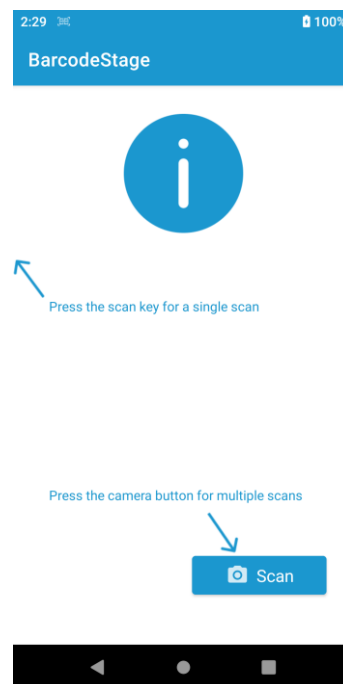 2:29 100%
BarcodeStage
Press the scan key for a single scan
Press the camera button for multiple scans
Scan